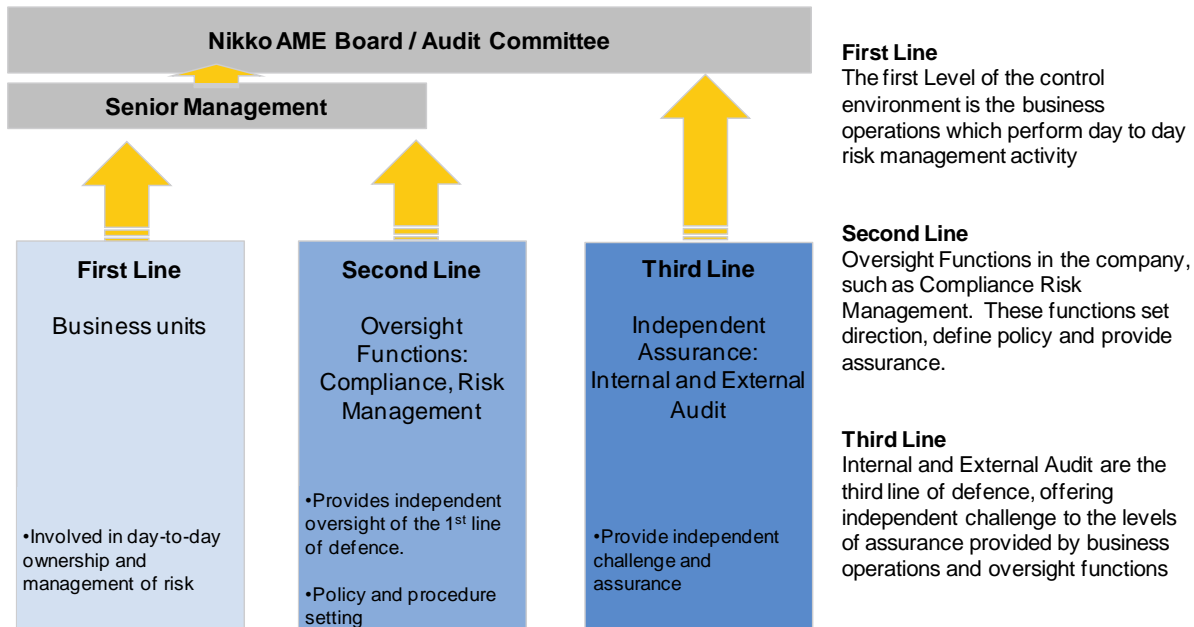 Nikko AME Board / Audit Committee
Senior Management
First Line
Business units
•Involved in day-to-day
ownership and
management of risk
Second Line
Oversight
Functions:
Compliance, Risk
Management
•Provides independent
oversight of the 1st line
of defence.
•Policy and procedure
setting
Third Line
Independent
Assurance:
Internal and External
Audit
•Provide independent
challenge and
assurance
First Line
The first Level of the control
environment is the business
operations which perform day to day
risk management activity
Second Line
Oversight Functions in the company,
such as Compliance Risk
Management. These functions set
direction, define policy and provide
assurance.
Third Line
Internal and External Audit are the
third line of defence, offering
independent challenge to the levels
of assurance provided by business
operations and oversight functions